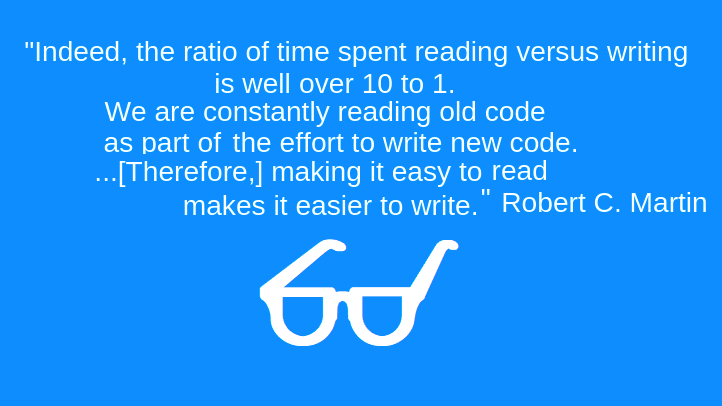 "Indeed, the ratio of time spent reading versus writing
is well over 10 to 1.
We are constantly reading old code
as part of the effort to write new code.
...[Therefore,] making it easy to read
makes it easier to write." Robert C. Martin